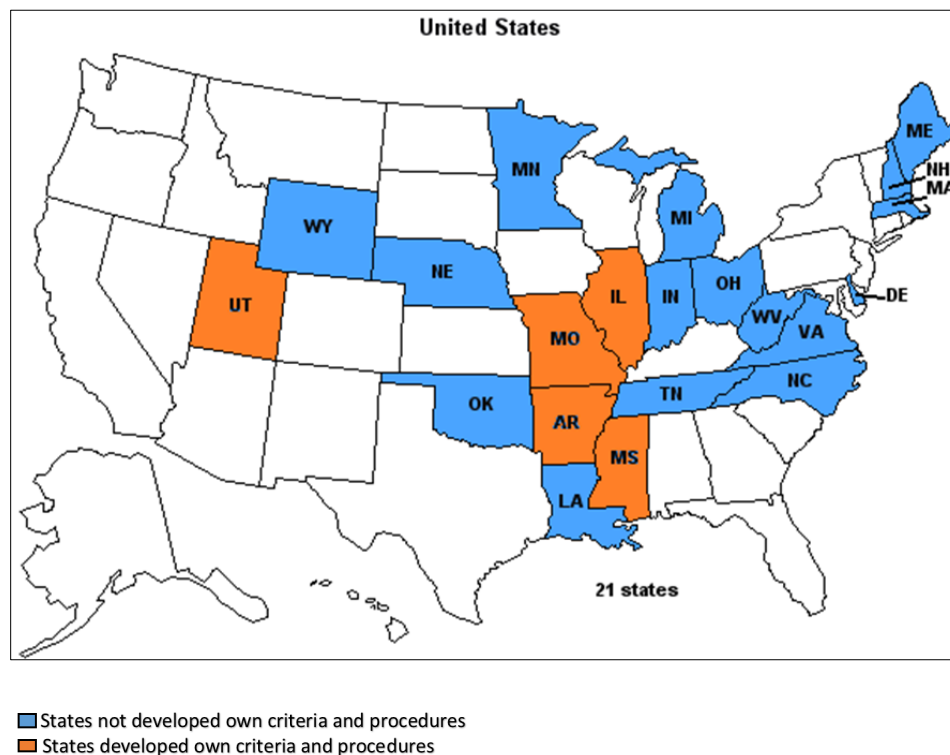 United States
ME
NH
MA
MN
MI
WY
NE
OH
IL
IN
DE
UT
WV
VA
MO
NC
TN
OK
AR
MS
LA
21 states
States not developed own criteria and procedures
States developed own criteria and procedures